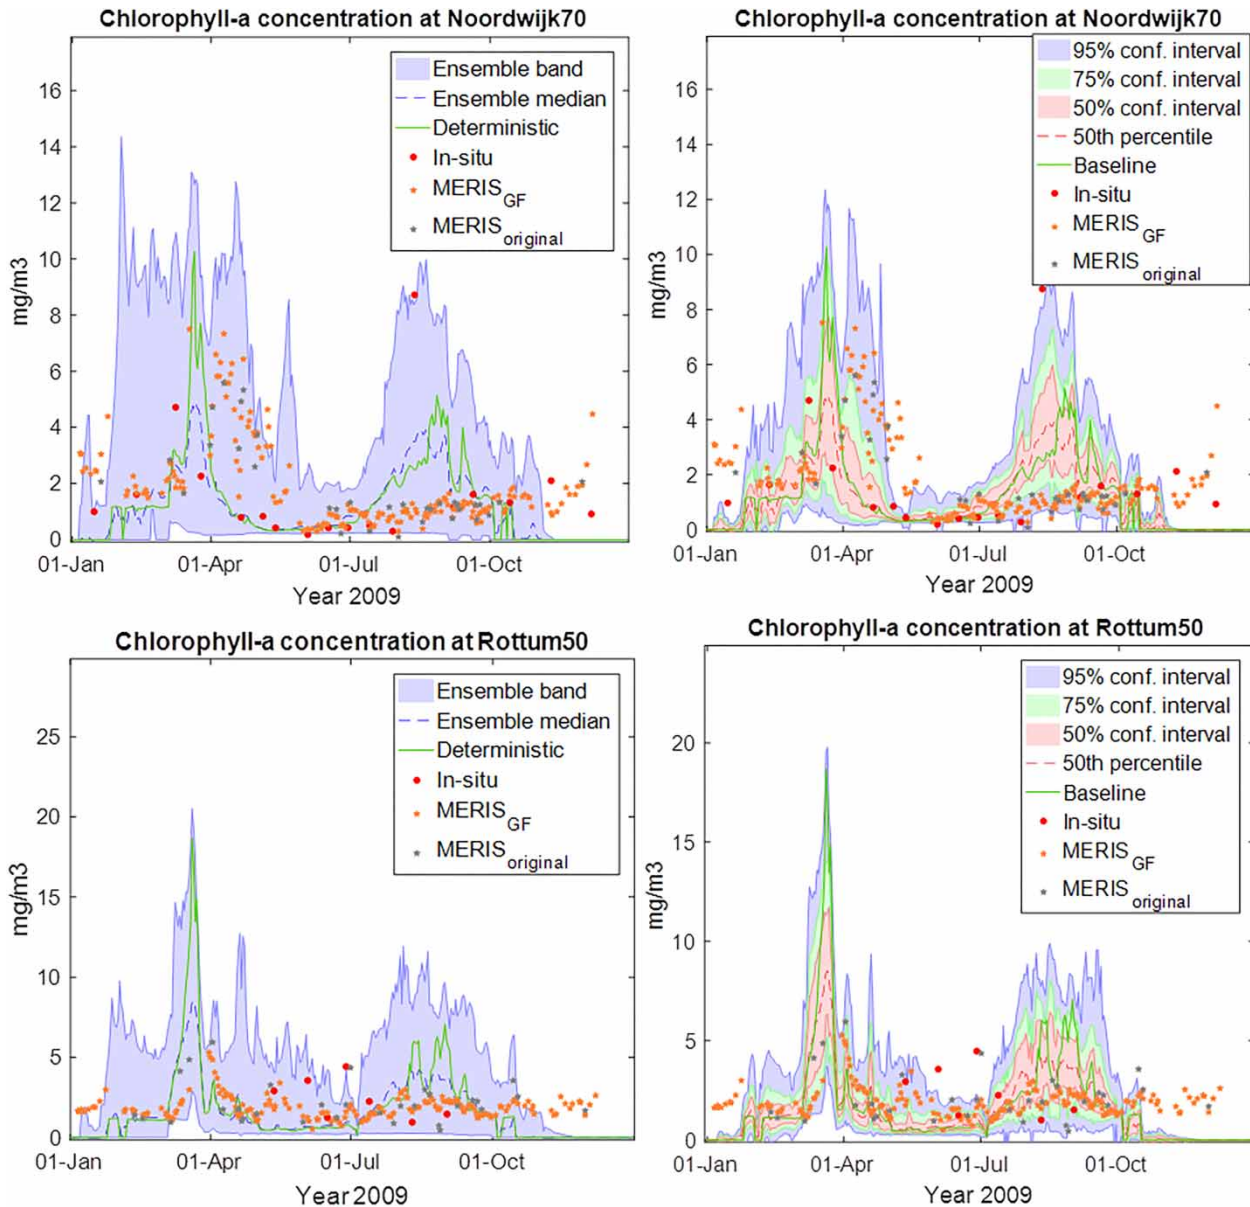 Chlorophyll-a concentration at Noordwijk70
16
14
12
10
8
6
4
2
0
mg/m3
Ensemble band
Ensemble median
Deterministic
In-situ
MERIS GF
MERIS original
01-Jan
01-Apr
01-Jul
01-Oct
Year 2009
Chlorophyll-a concentration at Noordwijk70
16
14
12
10
8
6
4
2
0
mg/m3
95% conf. interval
75% conf. interval
50% conf. interval
50th percentile
Baseline
In-situ
MERIS GF
MERIS original
01-Jan
01-Apr
01-Jul
01-Oct
Year 2009
Chlorophyll-a concentration at Rottum50
25
20
15
10
5
0
mg/m3
Ensemble band
Ensemble median
Deterministic
In-situ
MERIS GF
MERIS original
01-Jan
01-Apr
01-Jul
01-Oct
Year 2009
Chlorophyll-a concentration at Rottum50
20
15
10
5
0
mg/m3
95% conf. interval
75% conf. interval
50% conf. interval
50th percentile
Baseline
In-situ
MERIS GF
MERIS original
01-Jan
01-Apr
01-Jul
01-Oct
Year 2009